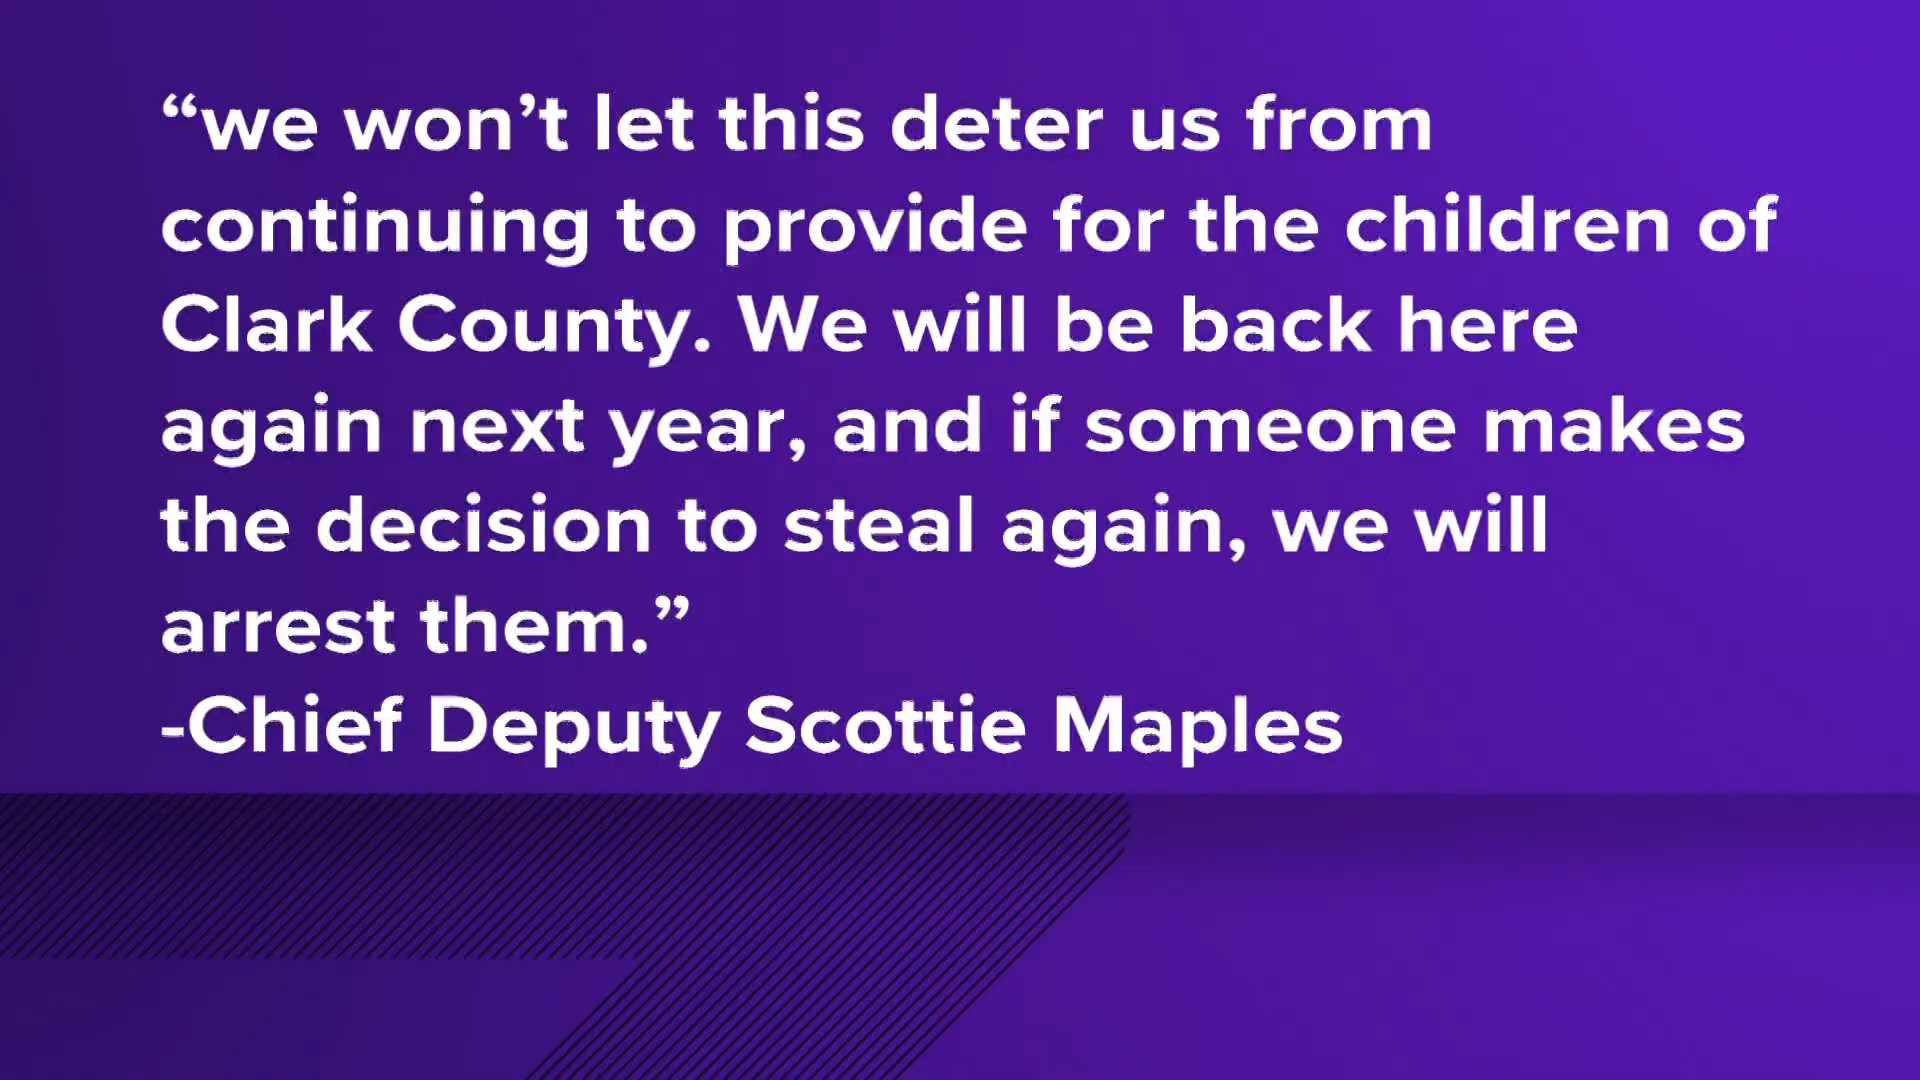 “we won’t let this deter us from
continuing to provide for the children of
Clark County. We will be back here
again next year, and if someone makes
the decision to steal again, we will
arrest them.”
-Chief Deputy Scottie Maples